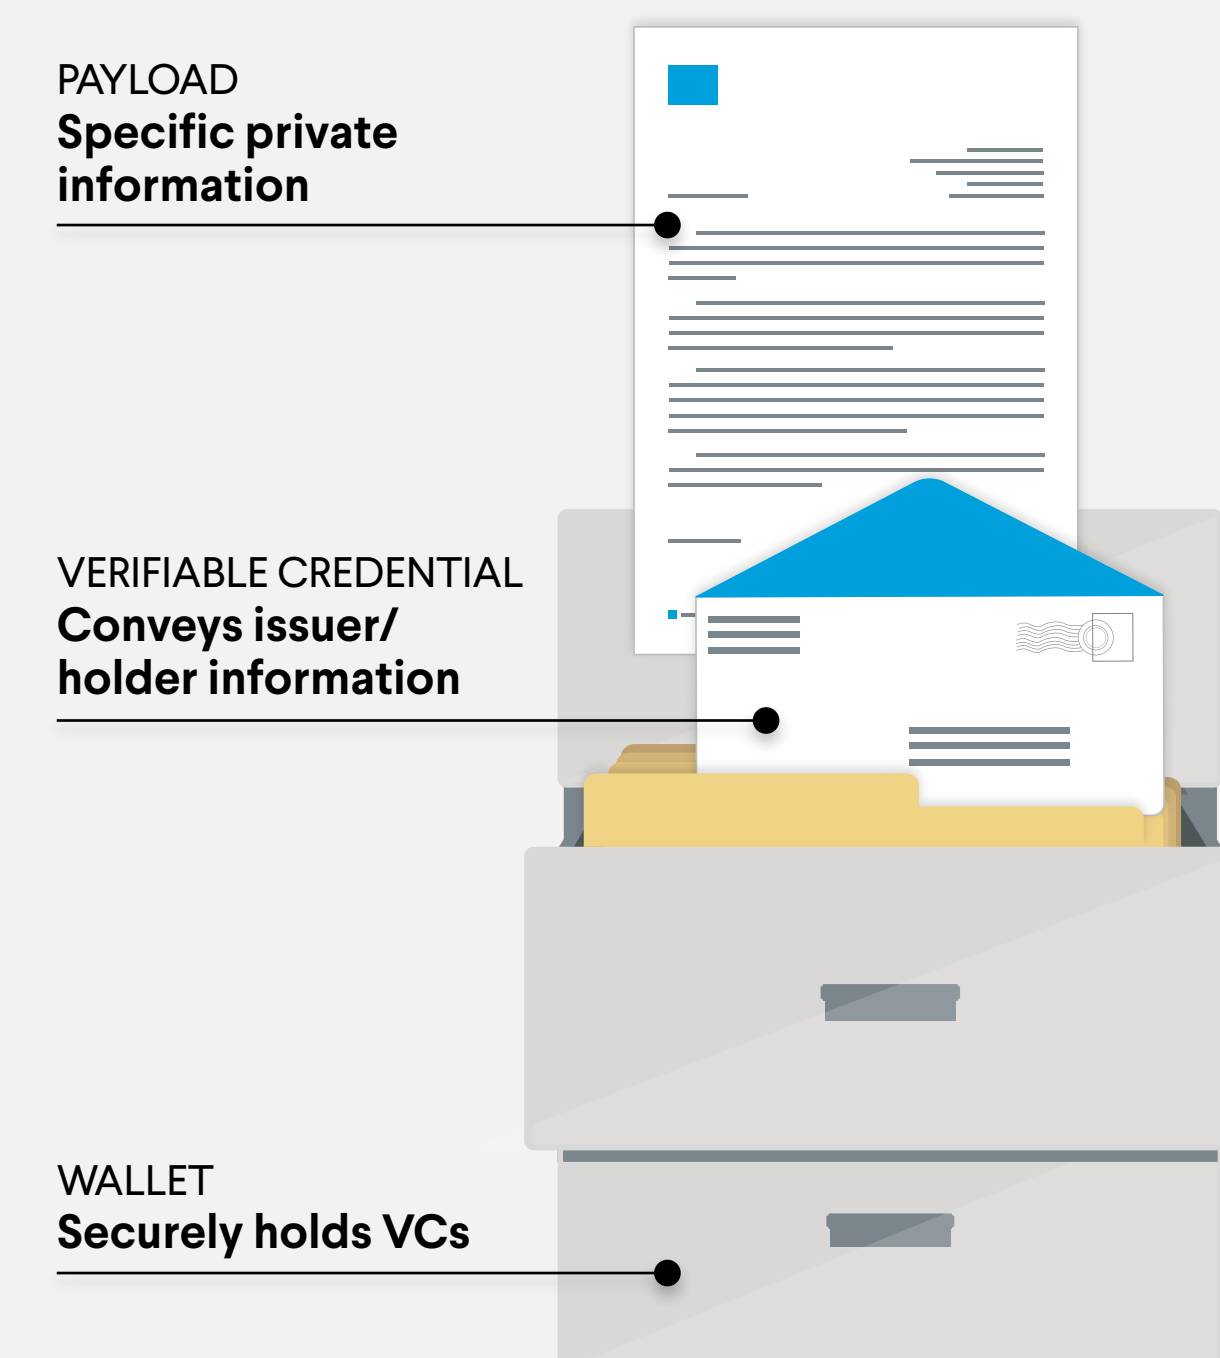 PAYLOAD
Specific private
information
VERIFIABLE CREDENTIAL
Conveys issuer/
holder information
WALLET
Securely holds VCs